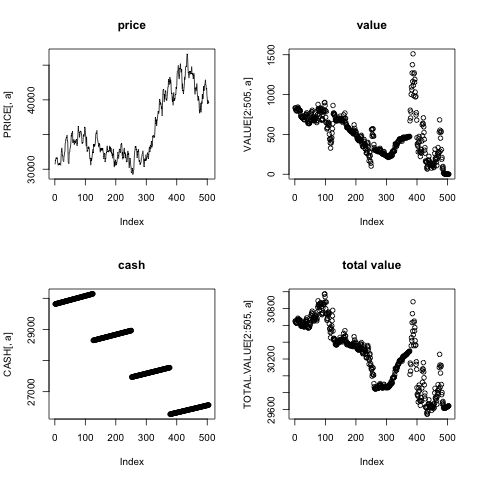 price
PRICE[, a]
30000
40000
0
100
200
300
400
500
Index
value
VALUE[2:505, a]
0
500
1000
1500
0
100
200
300
400
500
Index
cash
CASH[, a]
27000
29000
0
100
200
300
400
500
Index
total value
TOTAL.VALUE[2:505, a]
29600
30200
30800
0
100
200
300
400
500
Index